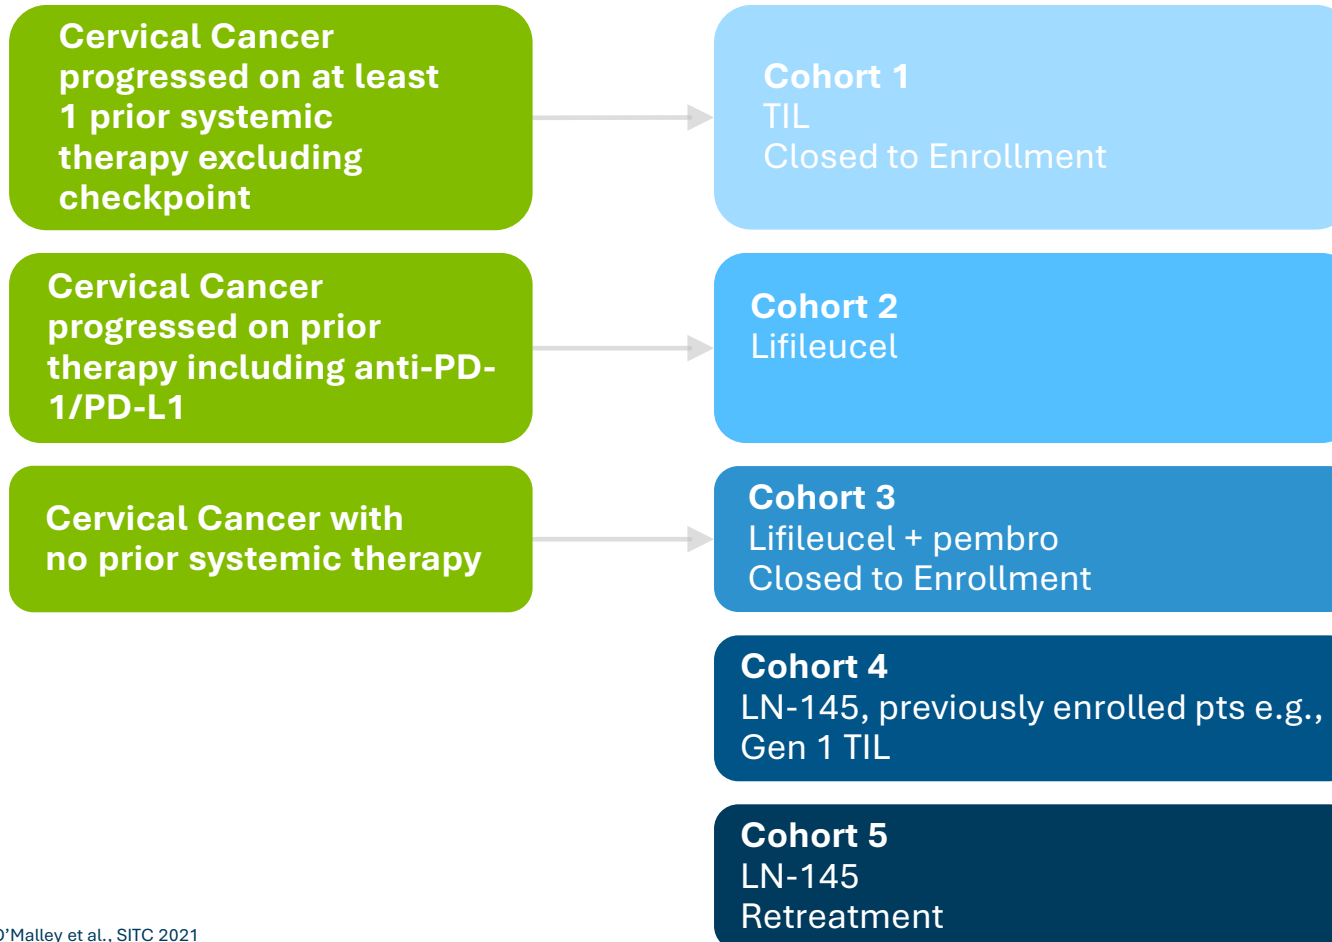 Cervical Cancer
progressed on at least
1 prior systemic
therapy excluding
checkpoint
Cohort 1
TIL
Closed to Enrollment
Cervical Cancer
progressed on prior
therapy including anti-PD-
1/PD-L1
Cohort 2
Lifileucel
Cervical Cancer with
no prior systemic therapy
Cohort 3
Lifileucel + pembro
Closed to Enrollment
Cohort 4
LN-145, previously enrolled pts e.g.,
Gen 1 TIL
Cohort 5
LN-145
Retreatment
O’Malley et al., SITC 2021